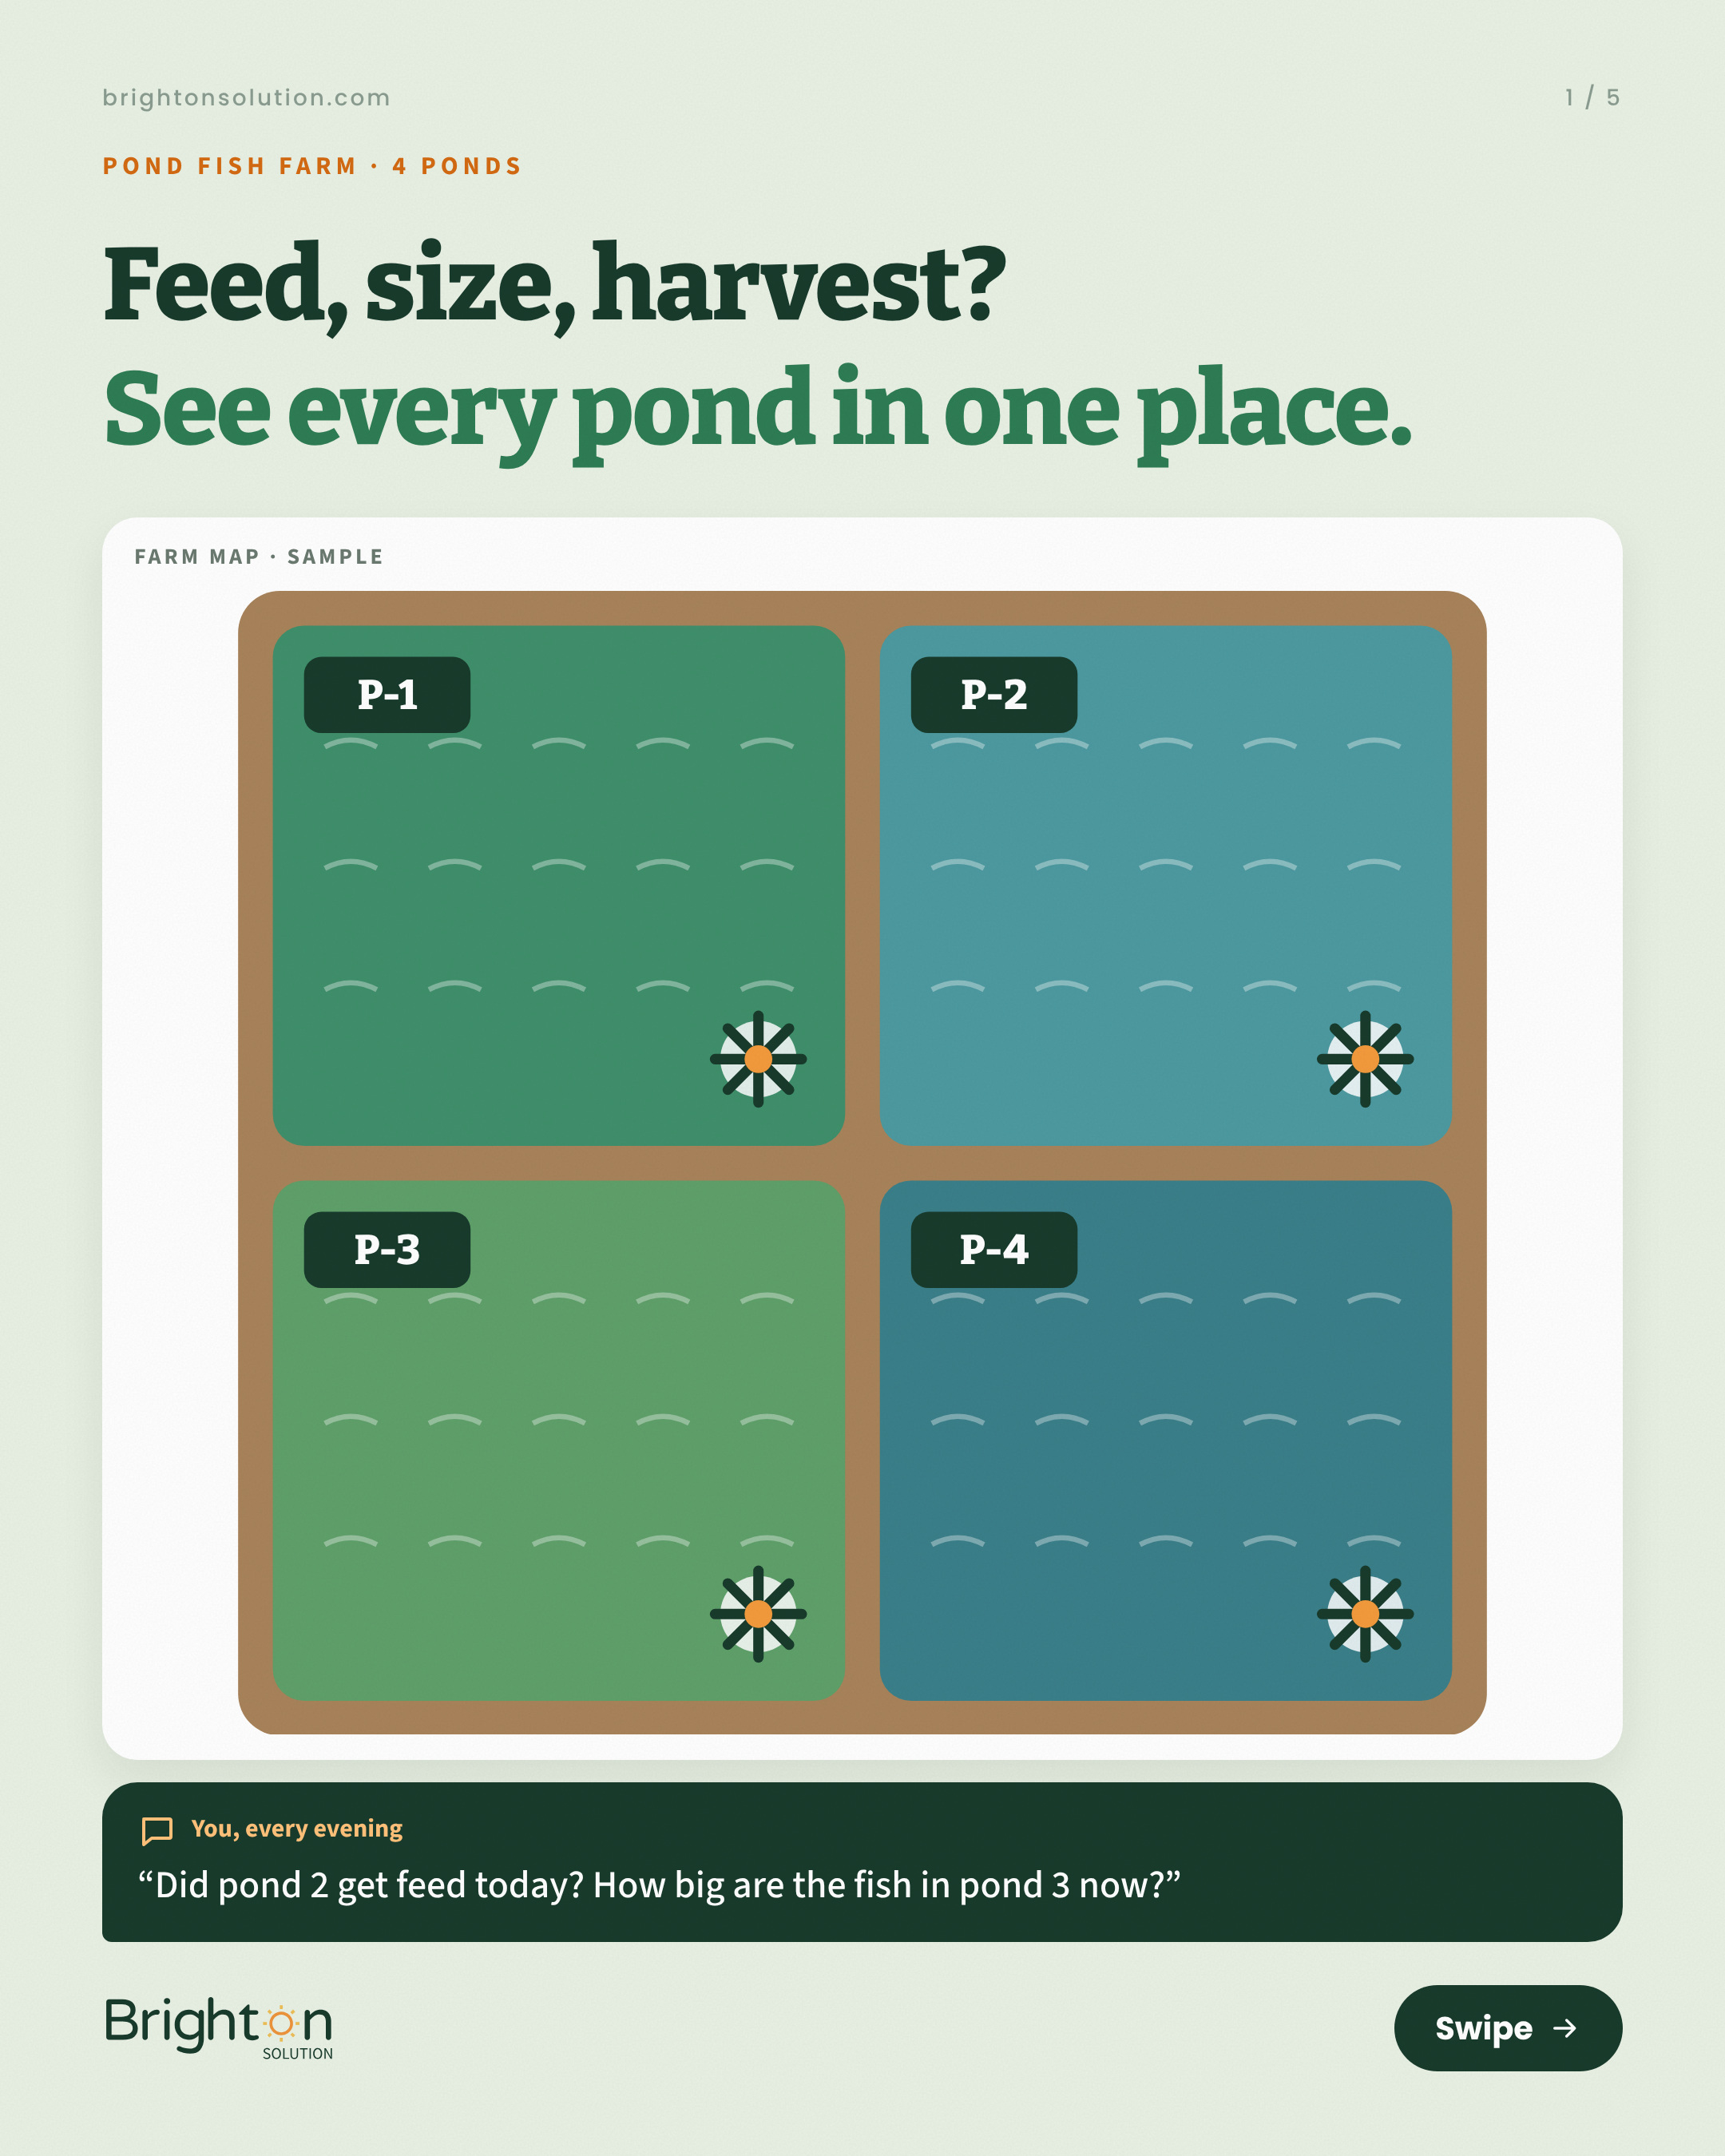 brightonsolution.com
1 / 5
POND FISH FARM · 4 PONDS
Feed, size, harvest?
See every pond in one place.
FARM MAP · SAMPLE
P-1
P-2
P-3
P-4
You, every evening
“Did pond 2 get feed today? How big are the fish in pond 3 now?”
Brighton
SOLUTION
Swipe →